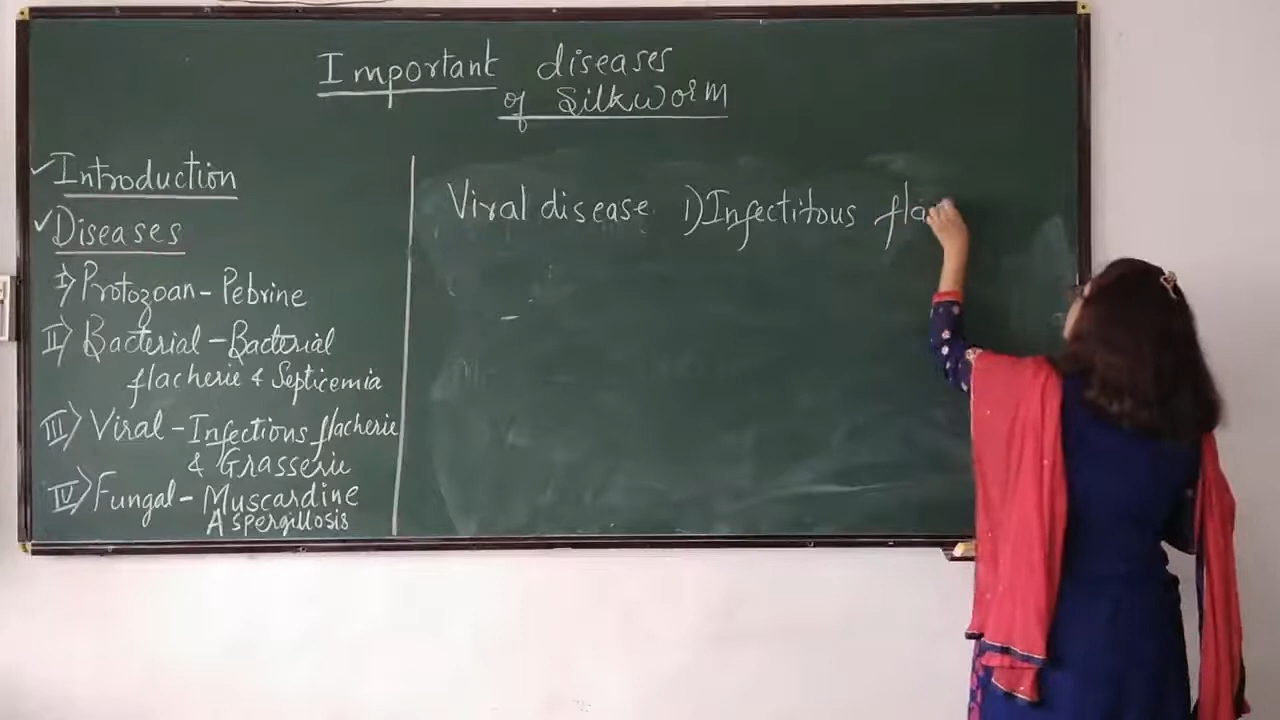 Important diseases
of Silkworm
✓Introduction
✓Diseases
I) Protozoan - Pebrine
II) Bacterial - Bacterial
flacherie & Septicemia
III) Viral - Infections flacherie
& Grasserie
IV) Fungal - Muscardine
Aspergillosis
Viral disease. 1) Infectitous fla